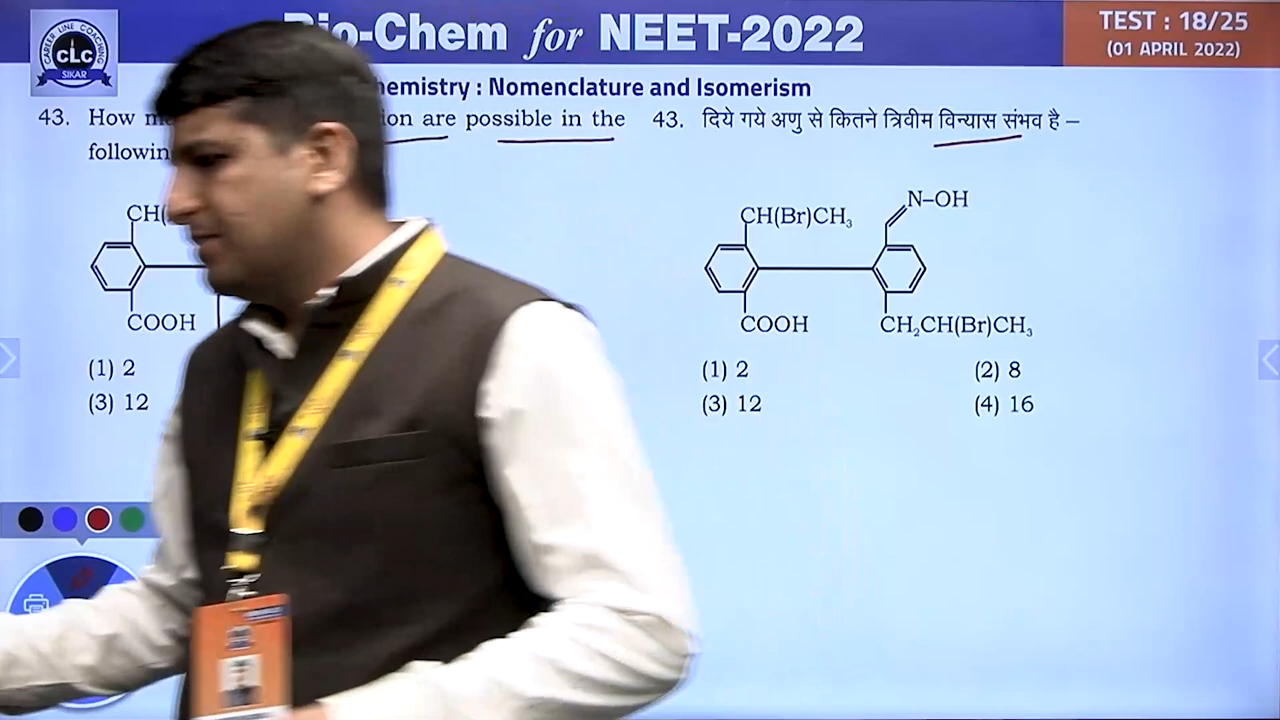 CAREER LINE COACHING
CLC
SIKAR
Bio-Chem for NEET-2022
TEST : 18/25
(01 APRIL 2022)
hemistry : Nomenclature and Isomerism
43. How are possible in the
followin
CH(
COOH
(1) 2
(3) 12
43. दिये गये अणु से कितने त्रिवीम विन्यास संभव है –
CH(Br)CH₃
N–OH
COOH
CH₂CH(Br)CH₃
(1) 2 (2) 8
(3) 12 (4) 16